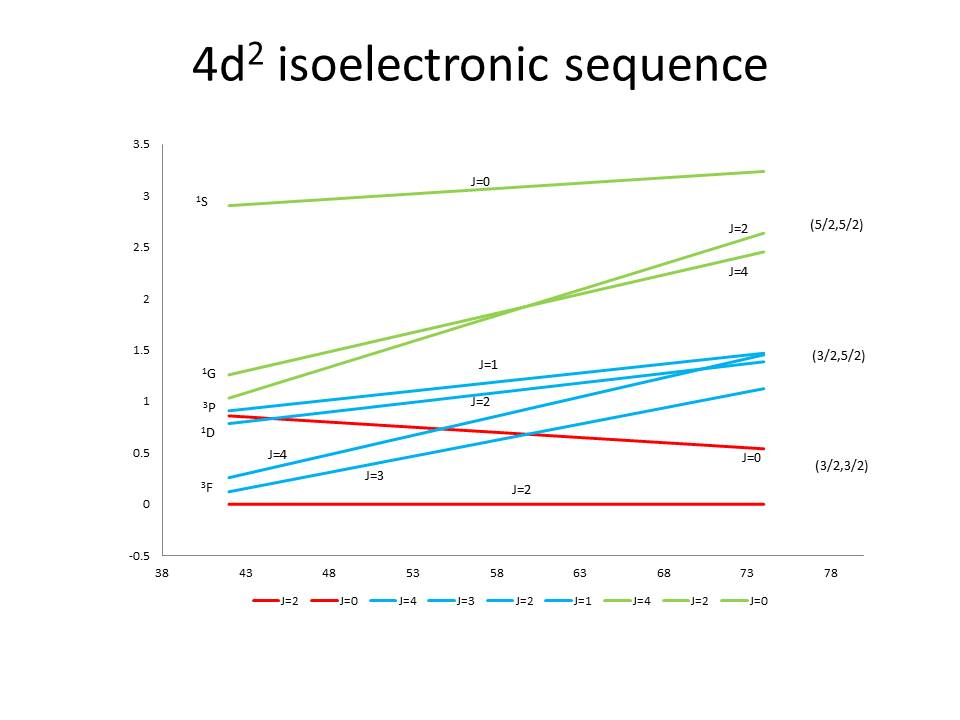 4d² isoelectronic sequence
3.5
3
2.5
2
1.5
1
0.5
0
-0.5
¹S
J=0
J=2
(5/2,5/2)
J=4
¹G
J=1
(3/2,5/2)
³P
J=2
¹D
J=4
J=0
(3/2,3/2)
³F
J=3
J=2
38 43 48 53 58 63 68 73 78
J=2 J=0 J=4 J=3 J=2 J=1 J=4 J=2 J=0